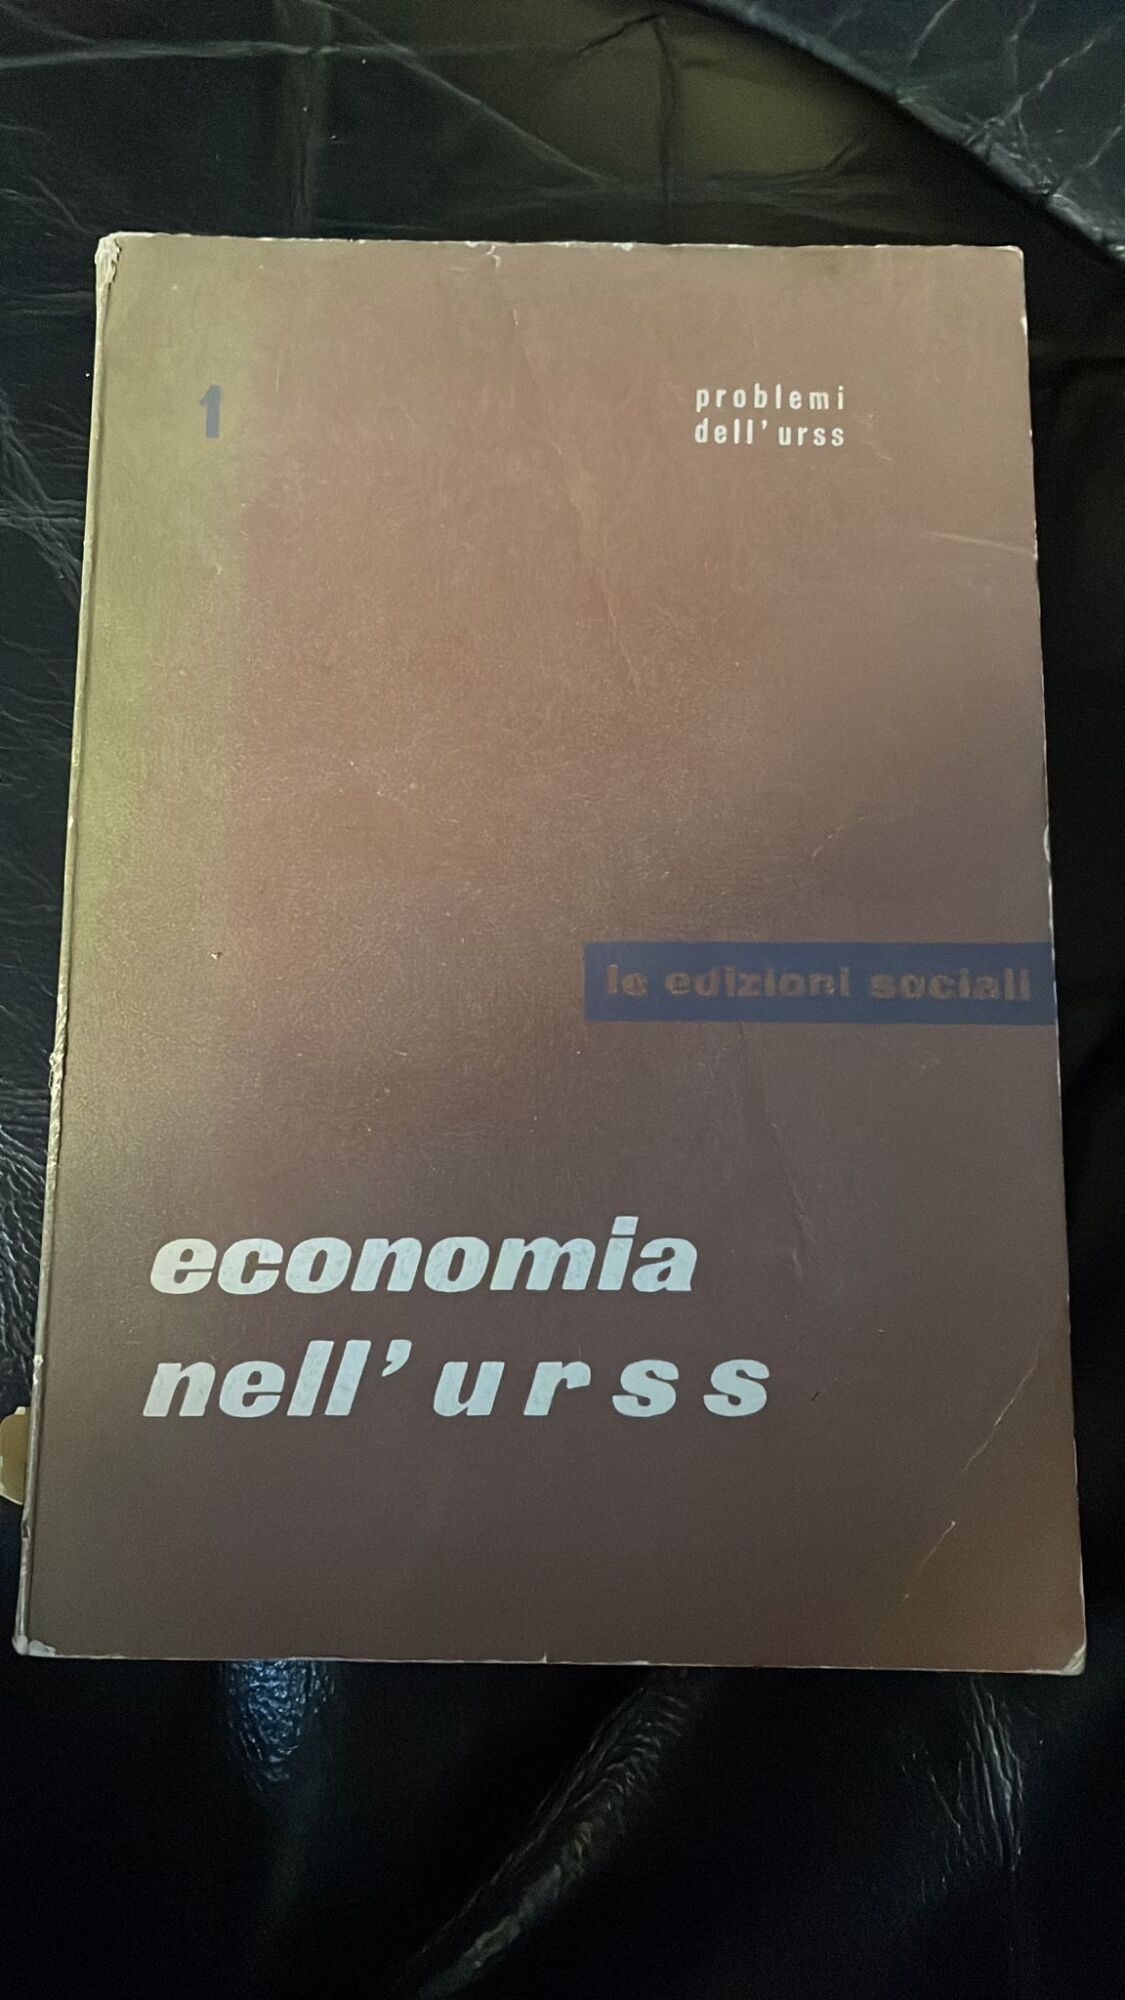 1
problemi
dell'urss
le edizioni sociali
economia
nell'urss